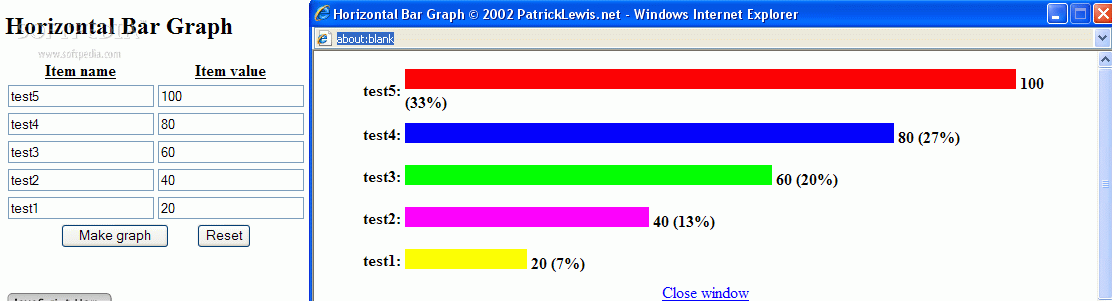 Horizontal Bar Graph
SOFTPEDIA
www.softpedia.com
Item name Item value
test5 100
test4 80
test3 60
test2 40
test1 20
Make graph Reset
Horizontal Bar Graph © 2002 PatrickLewis.net - Windows Internet Explorer
about:blank
test5: 100
(33%)
test4: 80 (27%)
test3: 60 (20%)
test2: 40 (13%)
test1: 20 (7%)
Close window